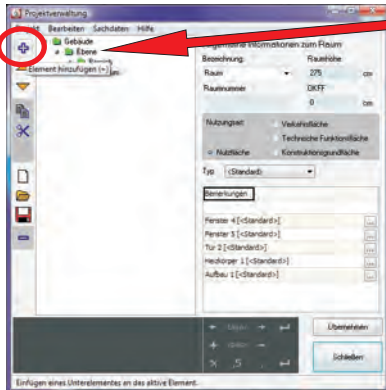 Projektverwaltung
Bearbeiten Sachdaten Hilfe
Gebäude
Ebene
Element hinzufügen (+)
Allgemeine Informationen zum Raum
Bezeichnung:
Raumhöhe
Raum
275 cm
Raumnummer
OKFF
0 cm
Nutzungsart:
Verkehrsfläche
Technische Funktionsfläche
Nutzfläche
Konstruktionsgrundfläche
Typ (Standard)
Bemerkungen
Fenster 4 [<Standard>]
Fenster 5 [<Standard>]
Tür 2 [<Standard>]
Heizkörper 1 [<Standard>]
Aufbau 1 [<Standard>]
Übernehmen
Schließen
Einfügen eines Unterelementes an das aktive Element.